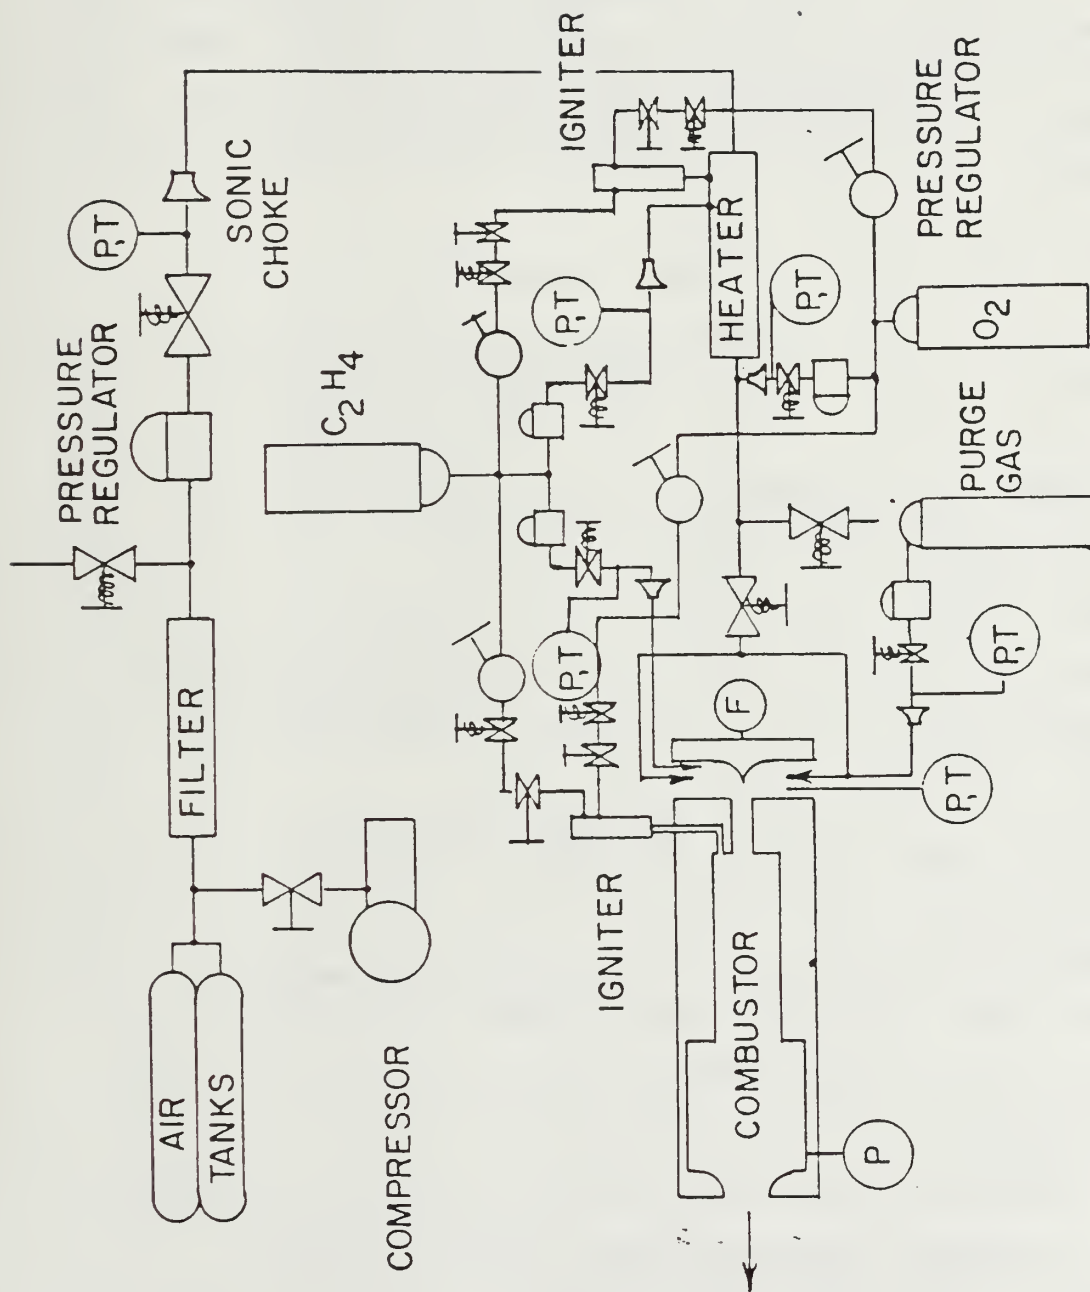 AIR
TANKS
COMPRESSOR
FILTER
PRESSURE
REGULATOR
P,T
SONIC
CHOKE
C2H4
IGNITER
P,T
HEATER
P,T
PRESSURE
REGULATOR
O2
PURGE
GAS
P,T
P,T
F
P,T
IGNITER
COMBUSTOR
P